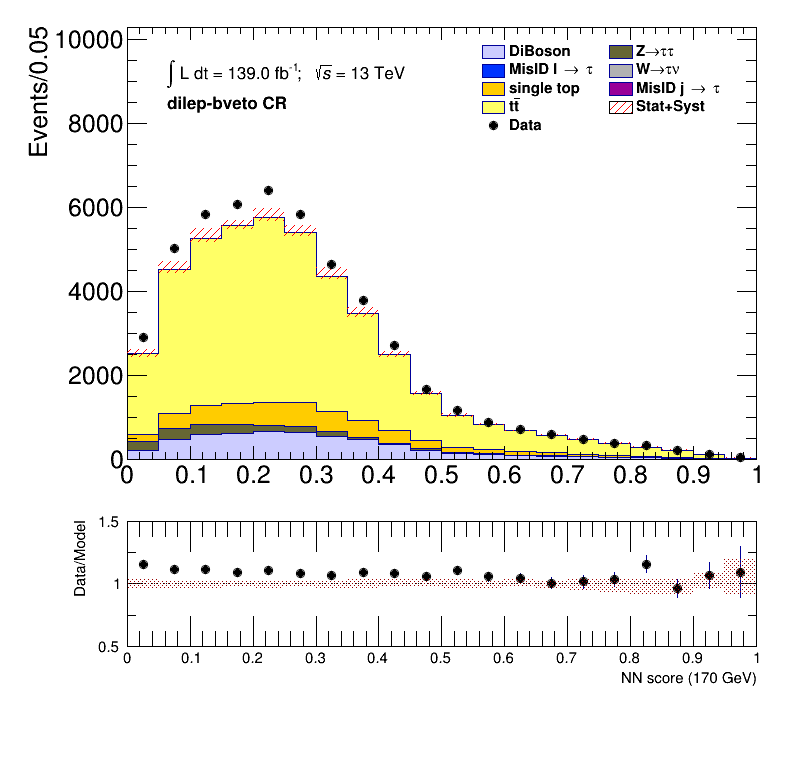 Events/0.05
10000
8000
6000
4000
2000
0
∫ L dt = 139.0 fb⁻¹; √s = 13 TeV
dilep-bveto CR
DiBoson
MisID l → τ
single top
tt̄
Data
Z→ττ
W→τν
MisID j → τ
Stat+Syst
0 0.1 0.2 0.3 0.4 0.5 0.6 0.7 0.8 0.9 1
Data/Model
1.5
1
0.5
0 0.1 0.2 0.3 0.4 0.5 0.6 0.7 0.8 0.9 1
NN score (170 GeV)